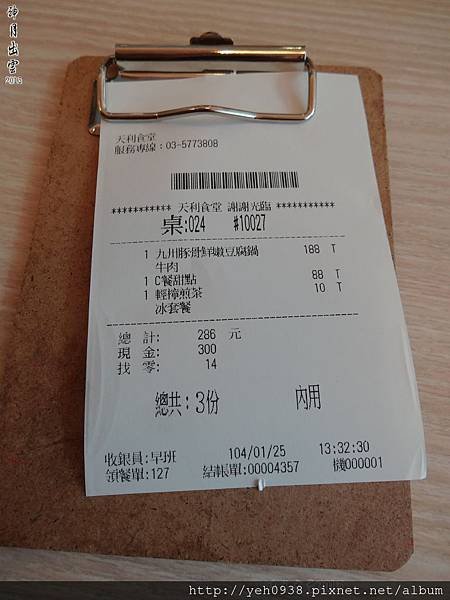 沛月出雲
2015
天利食堂
服務專線：03-5773808
*********** 天利食堂 謝謝光臨 ***********
桌:024 #10027
1 九州豚骨鮮蚵豆腐鍋 188 T
牛肉
1 C餐甜點 88 T
1 輕檸煎茶 10 T
冰套餐
總 計: 286 元
現 金: 300
找 零: 14
總共: 3份 內用
收銀員:早班 104/01/25 13:32:30
領餐單:127 結帳單:00004357 機000001
http://yeh0938.pixnet.net/album